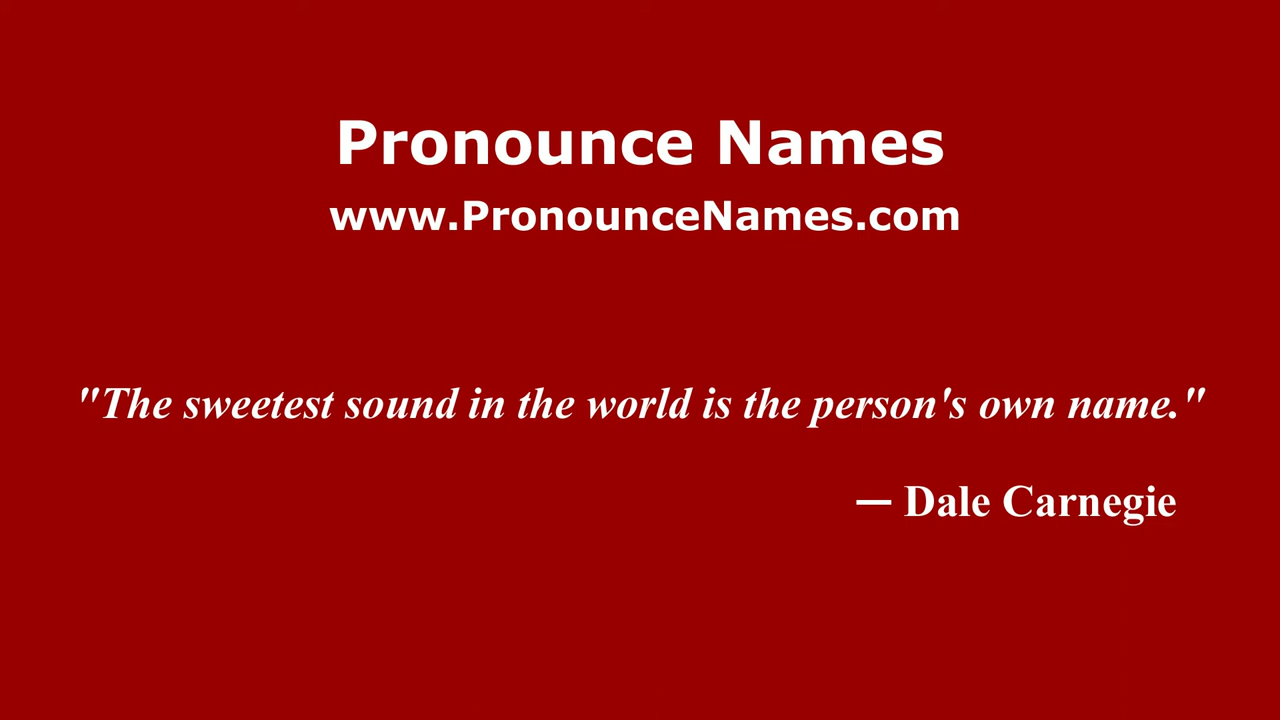 Pronounce Names
www.PronounceNames.com
"The sweetest sound in the world is the person's own name."
— Dale Carnegie